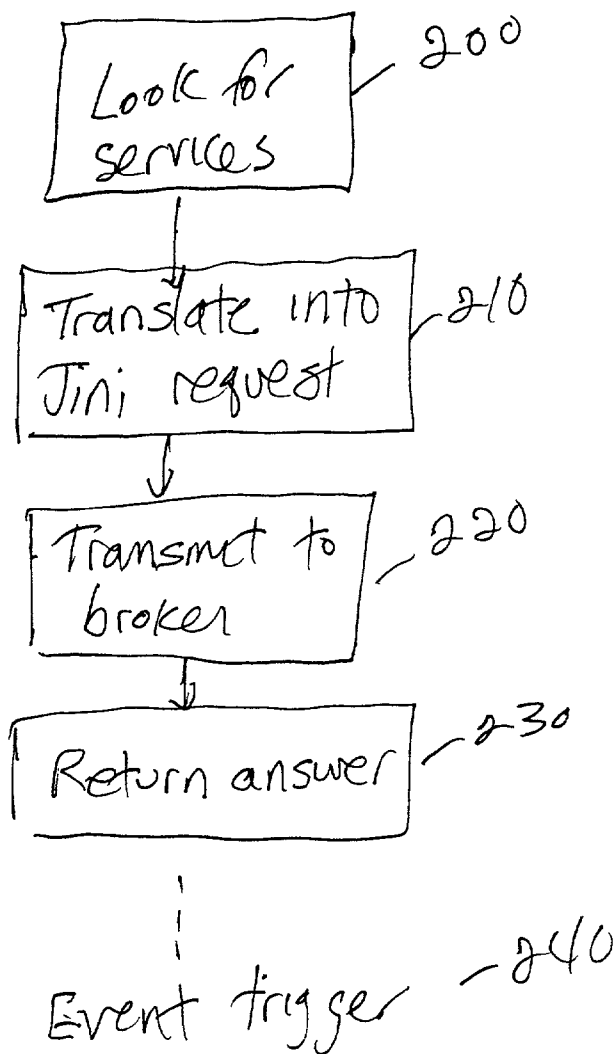 Look for
services
200
Translate into
Jini request
210
Transmit to
broker
220
Return answer
230
Event trigger
240